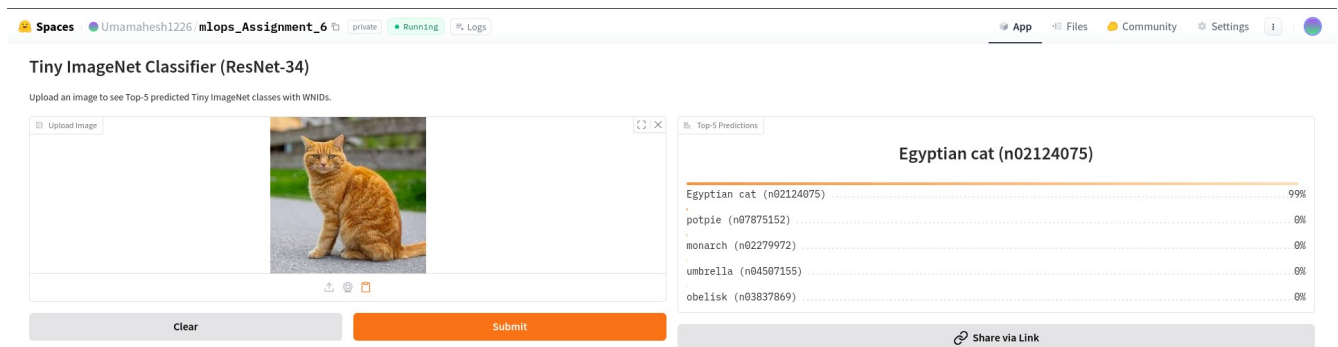 Spaces Umamahesh1226/mlops_Assignment_6 private Running Logs App Files Community Settings
Tiny ImageNet Classifier (ResNet-34)
Upload an image to see Top-5 predicted Tiny ImageNet classes with WNIDs.
Upload Image
Top-5 Predictions
Egyptian cat (n02124075)
Egyptian cat (n02124075) 99%
potpie (n07875152) 0%
monarch (n02279972) 0%
umbrella (n04507155) 0%
obelisk (n03837869) 0%
Clear
Submit
Share via Link